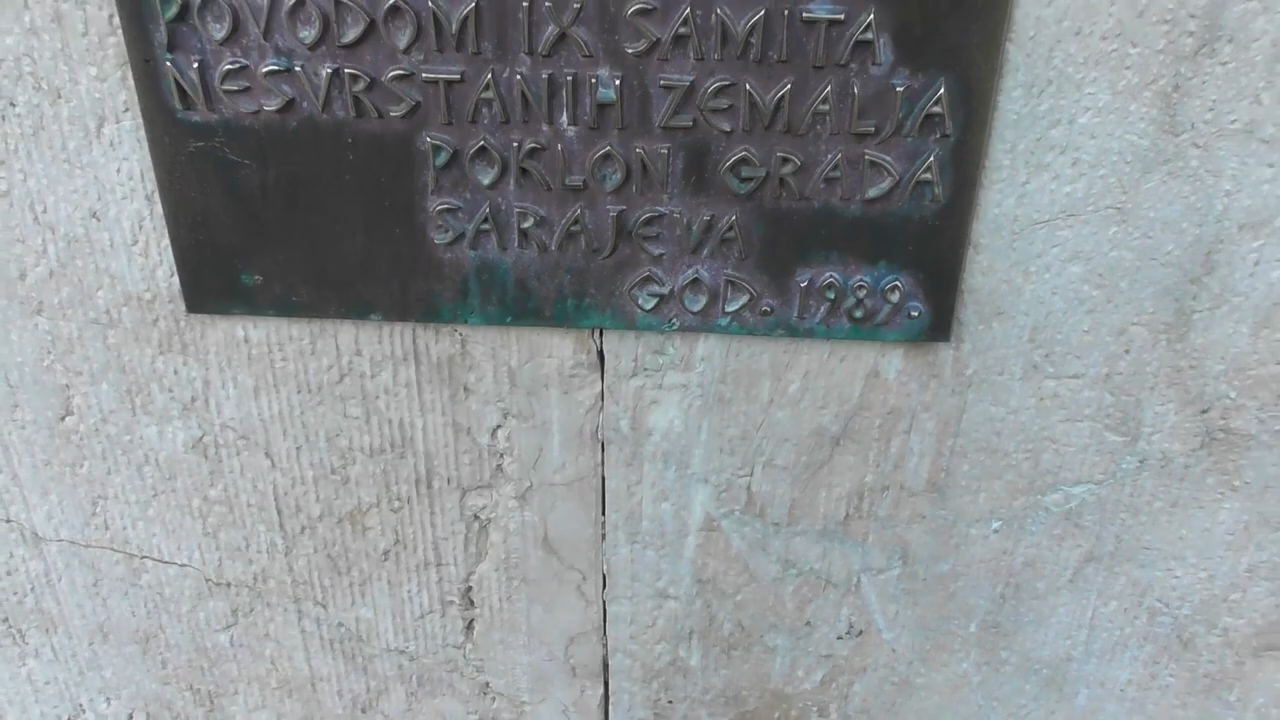 POVODOM IX SAMITA
NESVRSTANIH ZEMALJA
POKLON GRADA
SARAJEVA
GOD. 1989.